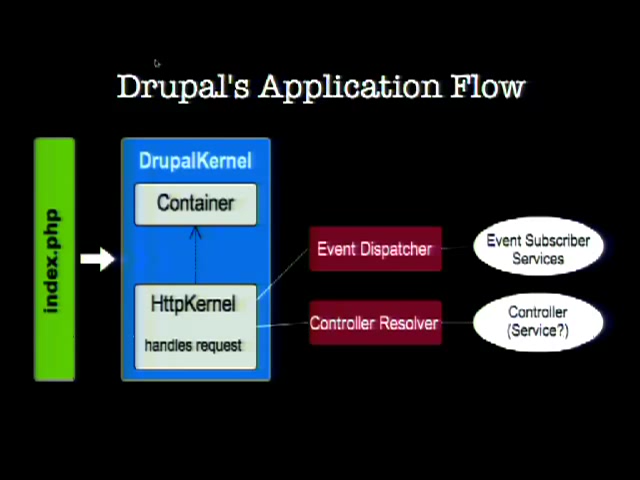 Drupal's Application Flow
index.php
DrupalKernel
Container
HttpKernel
handles request
Event Dispatcher
Controller Resolver
Event Subscriber
Services
Controller
(Service?)